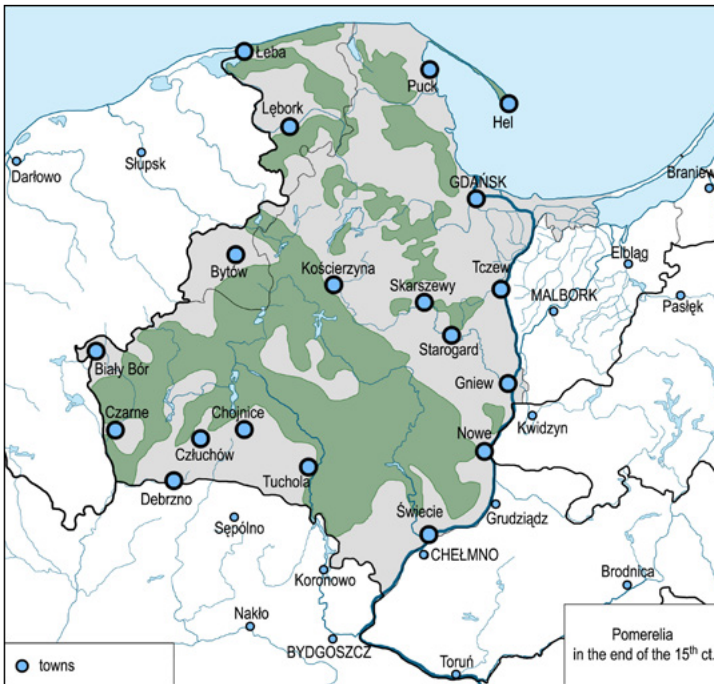 Łeba
Puck
Lębork
Hel
Darłowo
Słupsk
Braniewo
GDAŃSK
Bytów
Kościerzyna
Skarszewy
Tczew
Elbląg
MALBORK
Pasłęk
Starogard
Biały Bór
Gniew
Czarne
Chojnice
Człuchów
Kwidzyn
Nowe
Tuchola
Debrzno
Świecie
Grudziądz
Sępólno
CHEŁMNO
Koronowo
Brodnica
Nakło
BYDGOSZCZ
Toruń
towns
Pomerelia
in the end of the 15th ct.